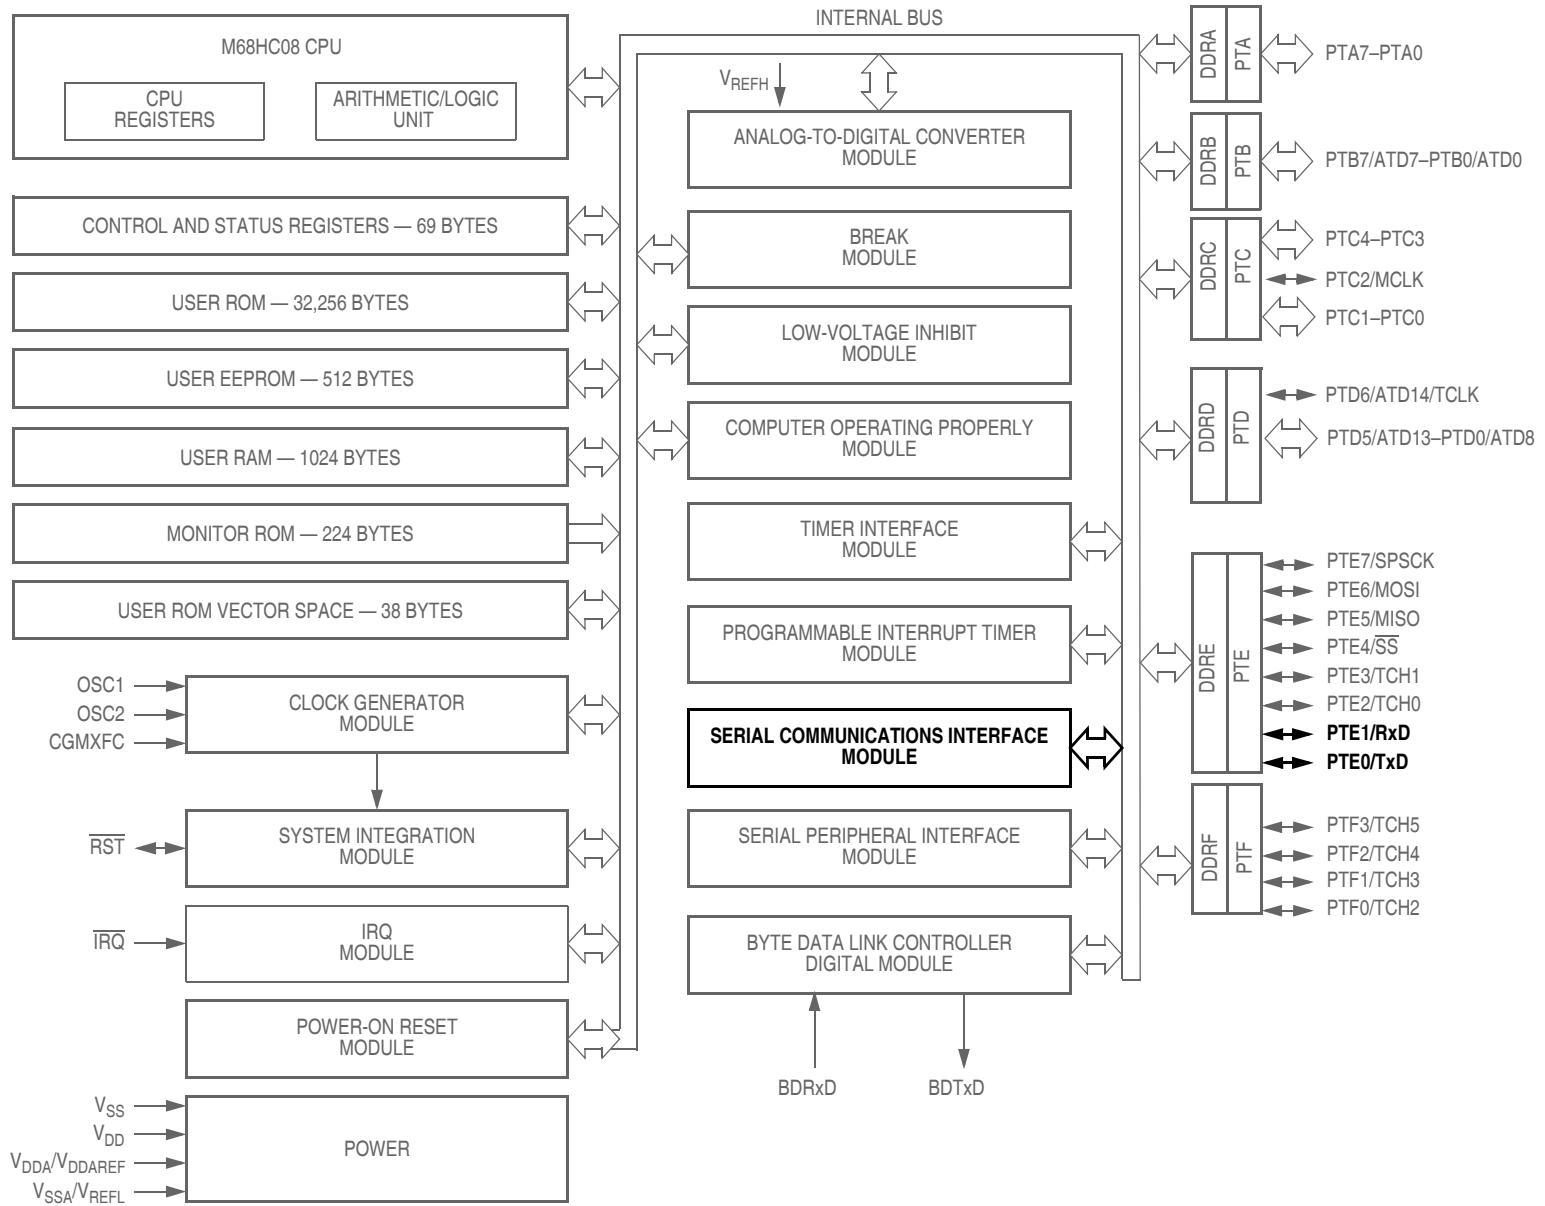 INTERNAL BUS
M68HC08 CPU
CPU
REGISTERS
ARITHMETIC/LOGIC
UNIT
CONTROL AND STATUS REGISTERS — 69 BYTES
USER ROM — 32,256 BYTES
USER EEPROM — 512 BYTES
USER RAM — 1024 BYTES
MONITOR ROM — 224 BYTES
USER ROM VECTOR SPACE — 38 BYTES
OSC1
OSC2
CGMXFC
CLOCK GENERATOR
MODULE
RST
SYSTEM INTEGRATION
MODULE
IRQ
IRQ
MODULE
POWER-ON RESET
MODULE
VSS
VDD
VDDA/VDDAREF
VSSA/VREFL
POWER
VREFH
ANALOG-TO-DIGITAL CONVERTER
MODULE
BREAK
MODULE
LOW-VOLTAGE INHIBIT
MODULE
COMPUTER OPERATING PROPERLY
MODULE
TIMER INTERFACE
MODULE
PROGRAMMABLE INTERRUPT TIMER
MODULE
SERIAL COMMUNICATIONS INTERFACE
MODULE
SERIAL PERIPHERAL INTERFACE
MODULE
BYTE DATA LINK CONTROLLER
DIGITAL MODULE
BDRxD
BDTxD
DDRA
PTA
PTA7–PTA0
DDRB
PTB
PTB7/ATD7–PTB0/ATD0
DDRC
PTC
PTC4–PTC3
PTC2/MCLK
PTC1–PTC0
DDRD
PTD
PTD6/ATD14/TCLK
PTD5/ATD13–PTD0/ATD8
DDRE
PTE
PTE7/SPSCK
PTE6/MOSI
PTE5/MISO
PTE4/SS
PTE3/TCH1
PTE2/TCH0
PTE1/RxD
PTE0/TxD
DDRF
PTF
PTF3/TCH5
PTF2/TCH4
PTF1/TCH3
PTF0/TCH2